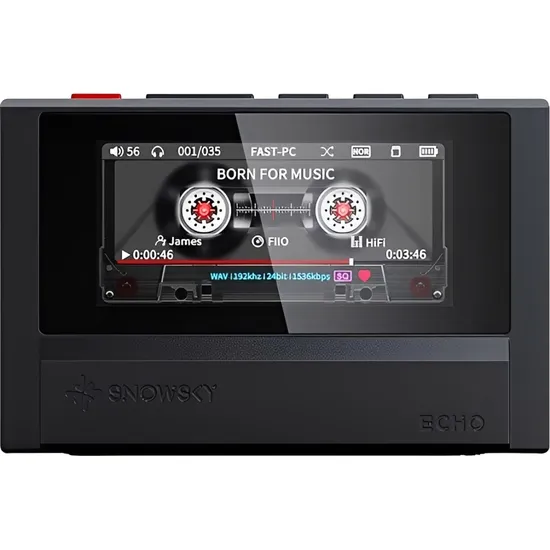 56 001/035 FAST-PC NOR
BORN FOR MUSIC
James FIIO HiFi
0:00:46 0:03:46
WAV | 192khz | 24bit | 1536kbps SQ
SNOWSKY
ECHO